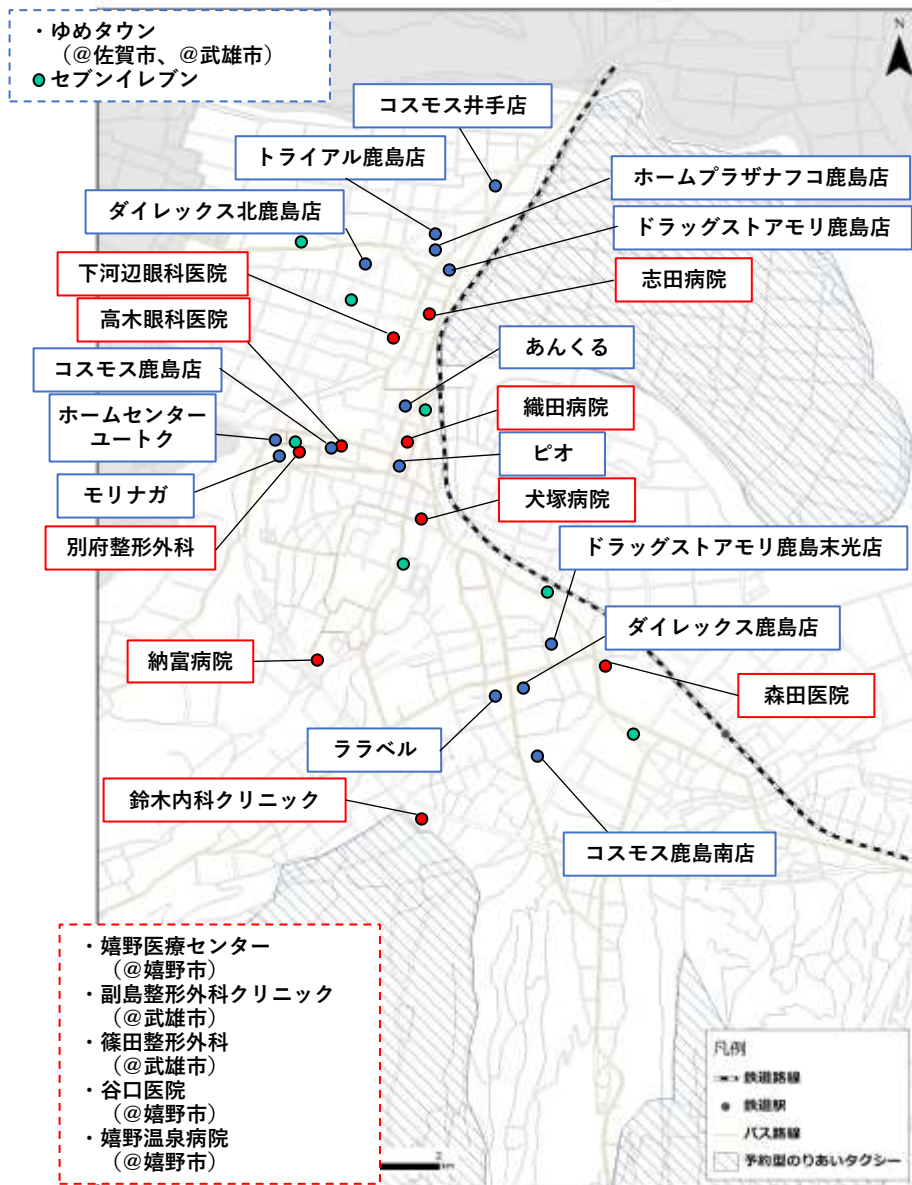 ・ゆめタウン
（@佐賀市、@武雄市）
セブンイレブン
N
コスモス井手店
トライアル鹿島店
ホームプラザナフコ鹿島店
ダイレックス北鹿島店
ドラッグストアモリ鹿島店
下河辺眼科医院
志田病院
高木眼科医院
あんくる
コスモス鹿島店
織田病院
ホームセンター
ユートク
ピオ
モリナガ
犬塚病院
別府整形外科
ドラッグストアモリ鹿島末光店
ダイレックス鹿島店
納富病院
森田医院
ララベル
鈴木内科クリニック
コスモス鹿島南店
・嬉野医療センター
（@嬉野市）
・副島整形外科クリニック
（@武雄市）
・篠田整形外科
（@武雄市）
・谷口医院
（@嬉野市）
・嬉野温泉病院
（@嬉野市）
凡例
鉄道路線
鉄道駅
バス路線
予約型のりあいタクシー
2